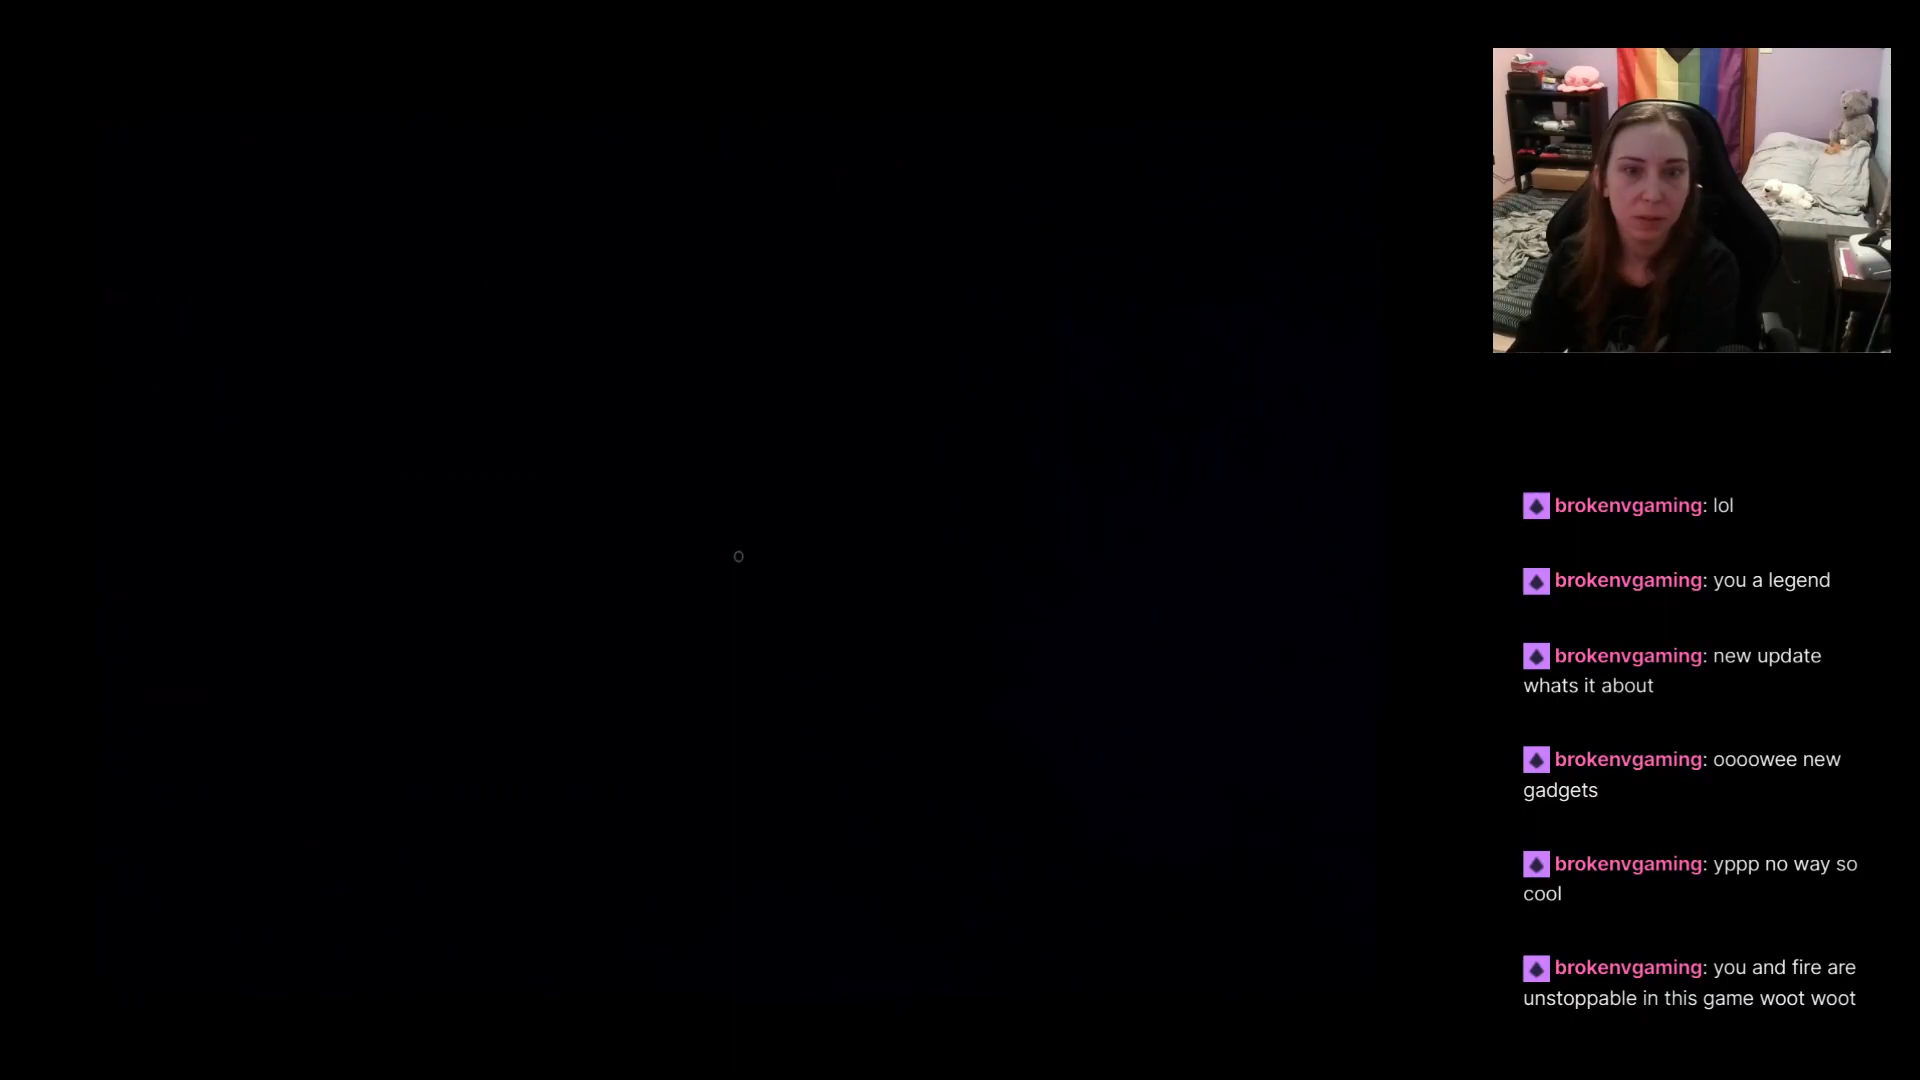 brokenvgaming: lol
brokenvgaming: you a legend
brokenvgaming: new update
whats it about
brokenvgaming: oooowee new
gadgets
brokenvgaming: yppp no way so
cool
brokenvgaming: you and fire are
unstoppable in this game woot woot